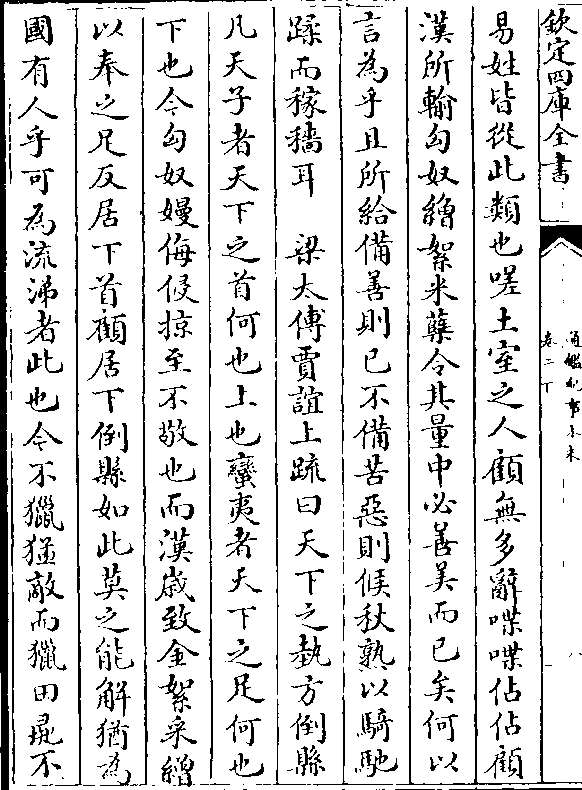 欽定四庫全書
通鑑紀事本末
卷二下
易姓皆從此類也嗟土室之人顧無多辭喋喋佔佔顧
漢所輸匈奴繒絮米蘖令其量中必善美而已矣何以
言為乎且所給備善則已不備苦惡則候秋孰以騎馳
蹂而稼穡耳　梁太傅賈誼上疏曰天下之埶方倒縣
凡天子者天下之首何也上也蠻夷者天下之足何也
下也今匈奴嫚侮侵掠至不敬也而漢歲致金絮采繒
以奉之足反居下首顧居下倒縣如此莫之能解猶為
國有人乎可為流涕者此也今不獵猛敵而獵田彘不